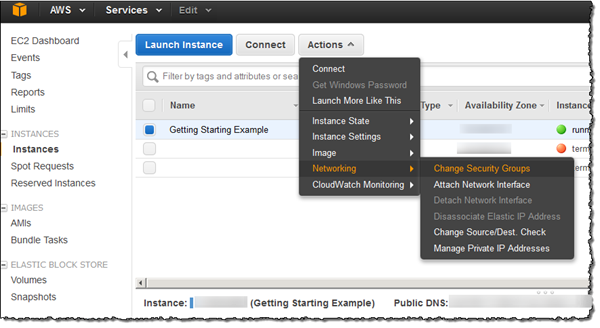 AWS Services Edit
EC2 Dashboard
Events
Tags
Reports
Limits
INSTANCES
Instances
Spot Requests
Reserved Instances
IMAGES
AMIs
Bundle Tasks
ELASTIC BLOCK STORE
Volumes
Snapshots
Launch Instance Connect Actions
Filter by tags and attributes or sea
Name Type Availability Zone Instance
Getting Starting Example runn
term
term
Connect
Get Windows Password
Launch More Like This
Instance State
Instance Settings
Image
Networking
CloudWatch Monitoring
Change Security Groups
Attach Network Interface
Detach Network Interface
Disassociate Elastic IP Address
Change Source/Dest. Check
Manage Private IP Addresses
Instance: (Getting Starting Example) Public DNS: